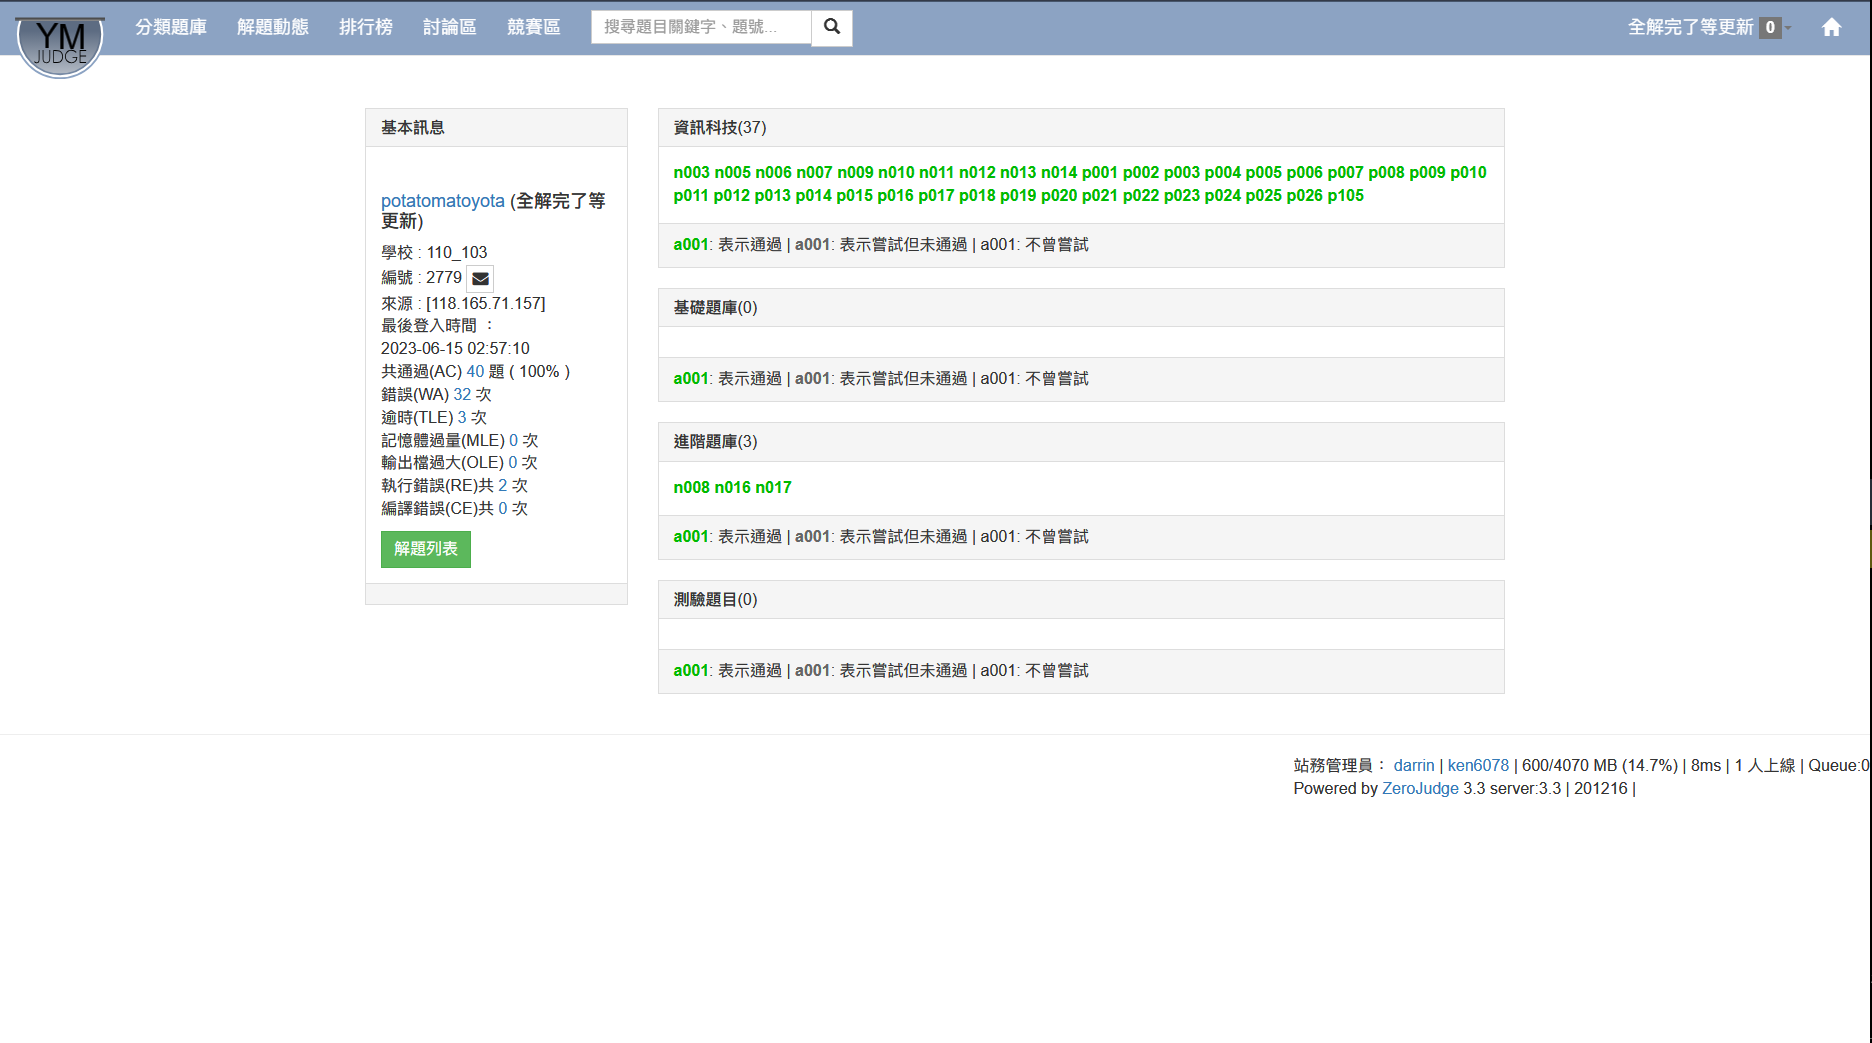 YM
JUDGE
分類題庫 解題動態 排行榜 討論區 競賽區 搜尋題目關鍵字、題號... 全解完了等更新 0
基本訊息
potatomatoyota (全解完了等
更新)
學校 : 110_103
編號 : 2779
來源 : [118.165.71.157]
最後登入時間 ：
2023-06-15 02:57:10
共通過(AC) 40 題 ( 100% )
錯誤(WA) 32 次
逾時(TLE) 3 次
記憶體過量(MLE) 0 次
輸出檔過大(OLE) 0 次
執行錯誤(RE)共 2 次
編譯錯誤(CE)共 0 次
解題列表
資訊科技(37)
n003 n005 n006 n007 n009 n010 n011 n012 n013 n014 p001 p002 p003 p004 p005 p006 p007 p008 p009 p010
p011 p012 p013 p014 p015 p016 p017 p018 p019 p020 p021 p022 p023 p024 p025 p026 p105
a001: 表示通過 | a001: 表示嘗試但未通過 | a001: 不曾嘗試
基礎題庫(0)
a001: 表示通過 | a001: 表示嘗試但未通過 | a001: 不曾嘗試
進階題庫(3)
n008 n016 n017
a001: 表示通過 | a001: 表示嘗試但未通過 | a001: 不曾嘗試
測驗題目(0)
a001: 表示通過 | a001: 表示嘗試但未通過 | a001: 不曾嘗試
站務管理員： darrin | ken6078 | 600/4070 MB (14.7%) | 8ms | 1 人上線 | Queue:0
Powered by ZeroJudge 3.3 server:3.3 | 201216 |